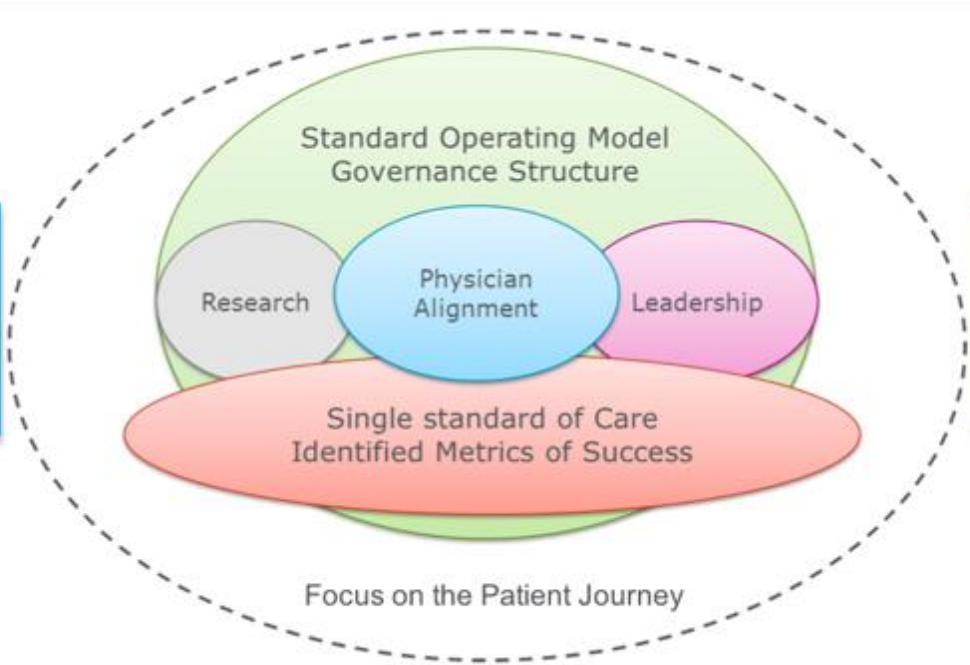 Standard Operating Model
Governance Structure
Research
Physician
Alignment
Leadership
Single standard of Care
Identified Metrics of Success
Focus on the Patient Journey